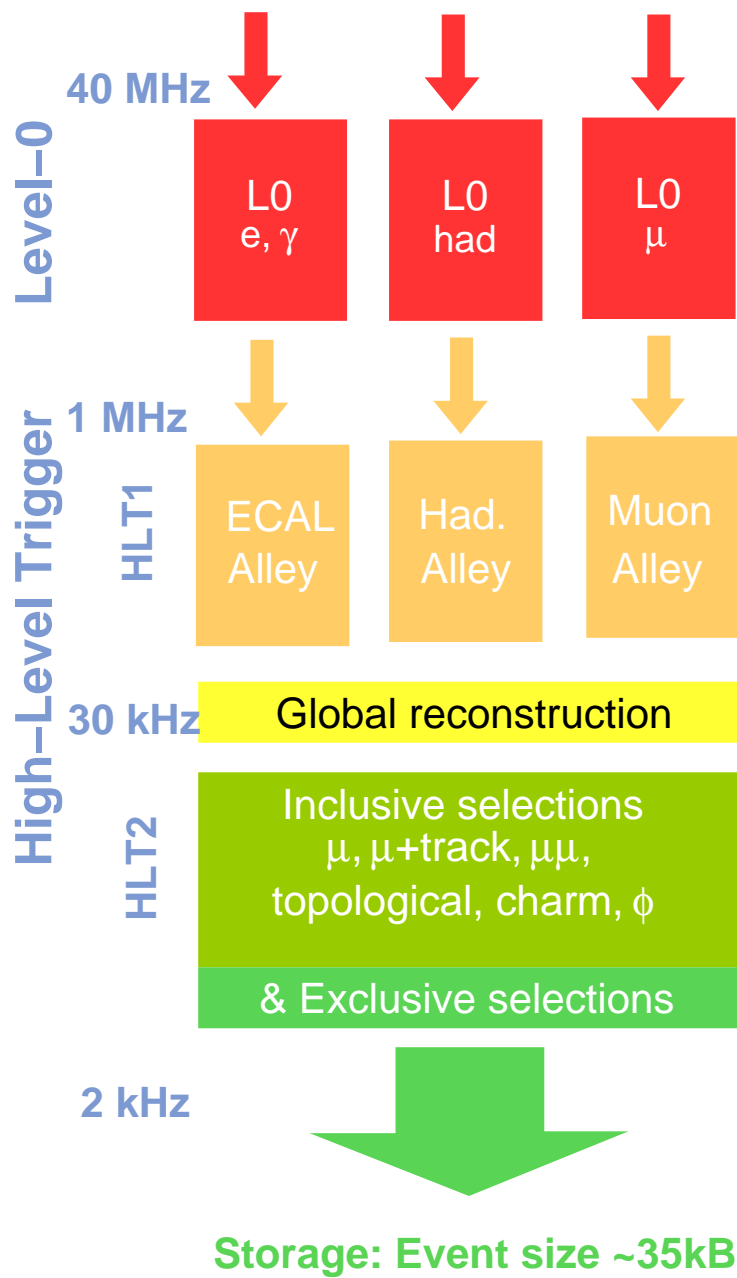 40 MHz
Level–0
L0
e, γ
L0
had
L0
μ
1 MHz
High–Level Trigger
HLT1
ECAL
Alley
Had.
Alley
Muon
Alley
30 kHz
Global reconstruction
HLT2
Inclusive selections
μ, μ+track, μμ,
topological, charm, ϕ
& Exclusive selections
2 kHz
Storage: Event size ~35kB